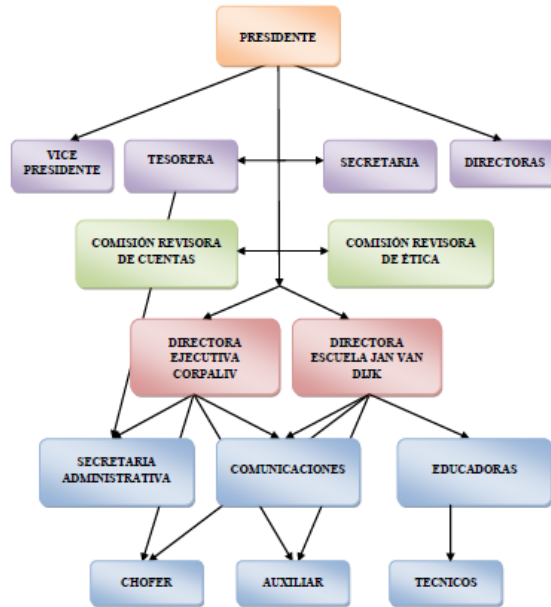 PRESIDENTE
VICE
PRESIDENTE
TESORERA
SECRETARIA
DIRECTORAS
COMISIÓN REVISORA
DE CUENTAS
COMISIÓN REVISORA
DE ÉTICA
DIRECTORA
EJECUTIVA
CORPALIV
DIRECTORA
ESCUELA JAN VAN
DIJK
SECRETARIA
ADMINISTRATIVA
COMUNICACIONES
EDUCADORAS
CHOFER
AUXILIAR
TECNICOS